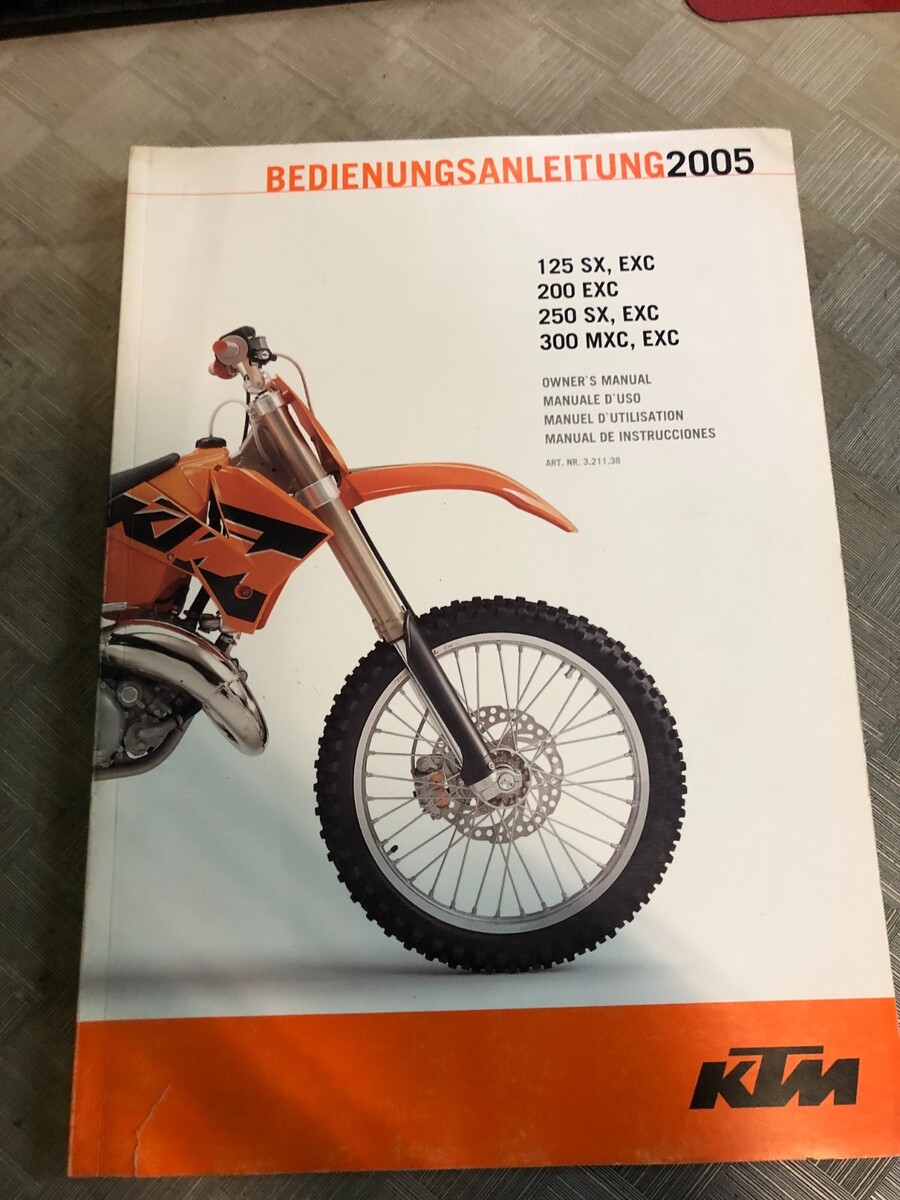 BEDIENUNGSANLEITUNG2005
125 SX, EXC
200 EXC
250 SX, EXC
300 MXC, EXC
OWNER`S MANUAL
MANUALE D`USO
MANUEL D`UTILISATION
MANUAL DE INSTRUCCIONES
ART. NR. 3.211.38
KTM
KTM